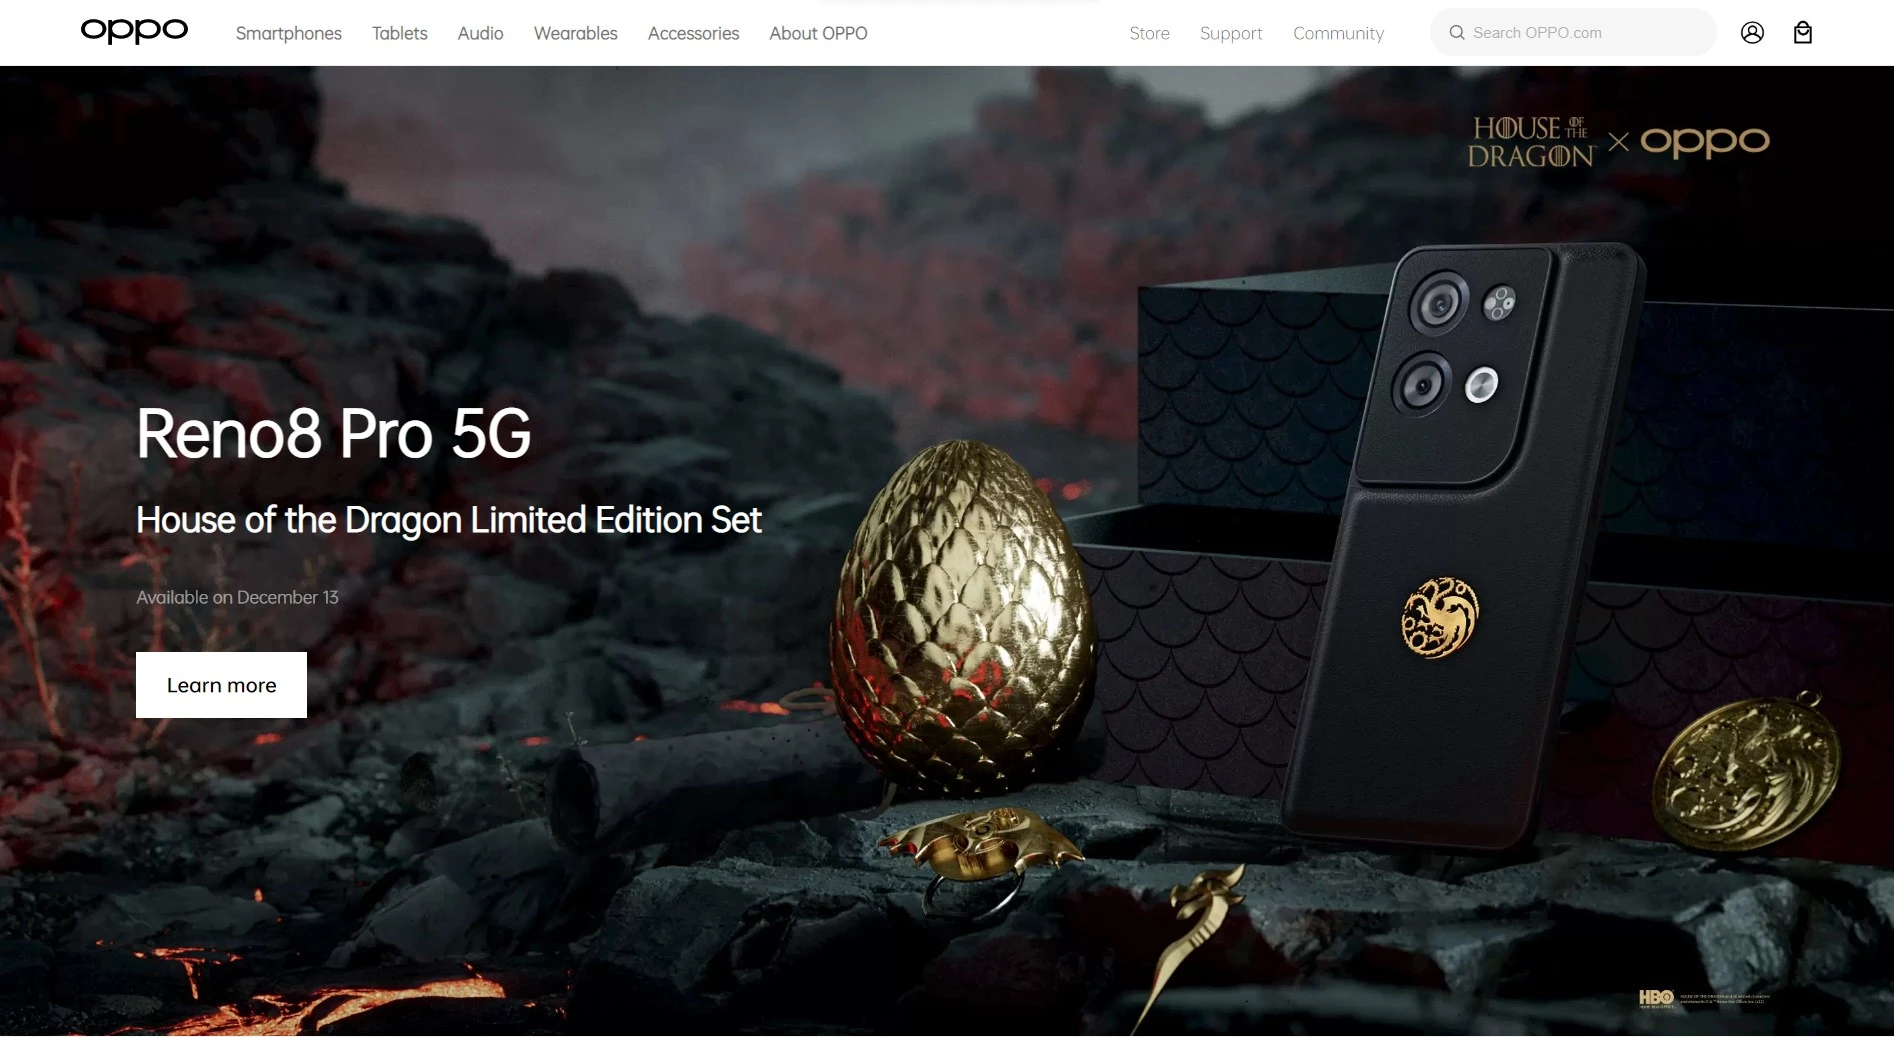 oppo
Smartphones Tablets Audio Wearables Accessories About OPPO Store Support Community Search OPPO.com
HOUSE OF THE DRAGON × oppo
Reno8 Pro 5G
House of the Dragon Limited Edition Set
Available on December 13
Learn more
HBO